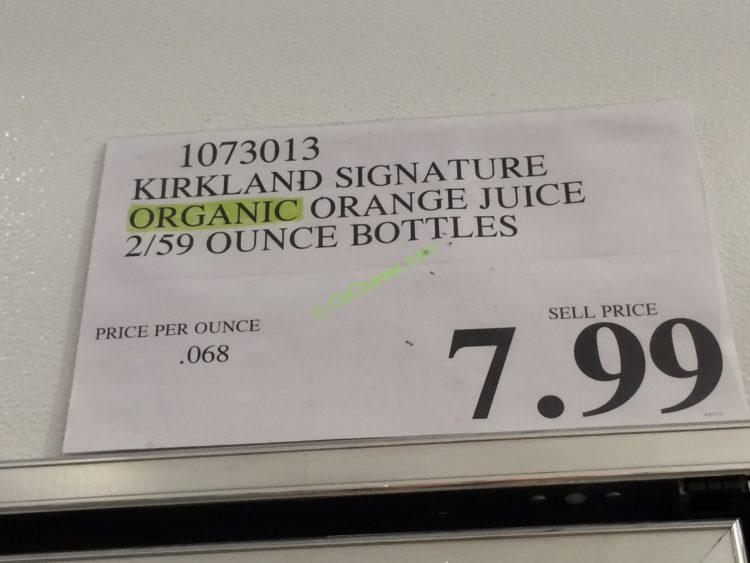 1073013
KIRKLAND SIGNATURE
ORGANIC ORANGE JUICE
2/59 OUNCE BOTTLES
PRICE PER OUNCE
.068
SELL PRICE
7.99